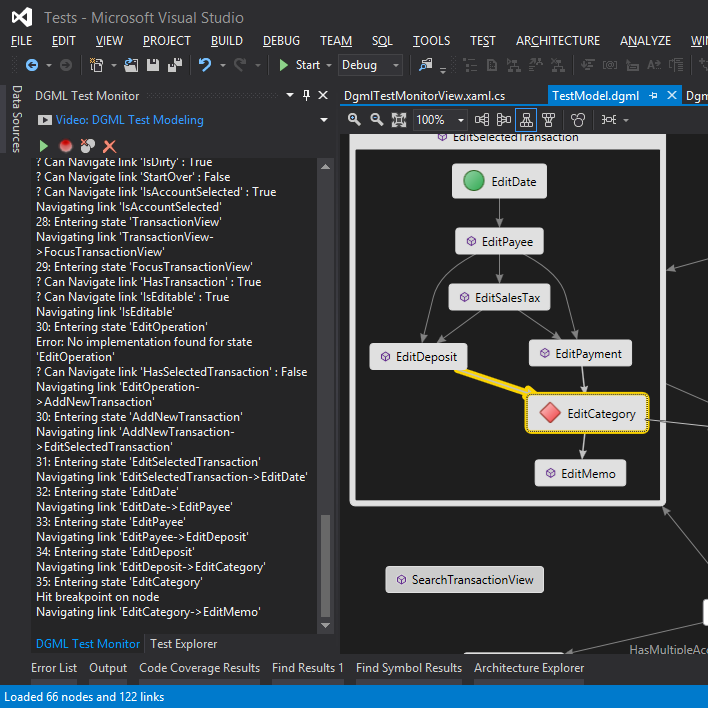 Tests - Microsoft Visual Studio
FILE EDIT VIEW PROJECT BUILD DEBUG TEAM SQL TOOLS TEST ARCHITECTURE ANALYZE WIN
Start Debug
Data Sources
DGML Test Monitor
Video: DGML Test Modeling
? Can Navigate link 'IsDirty' : True
? Can Navigate link 'StartOver' : False
? Can Navigate link 'IsAccountSelected' : True
Navigating link 'IsAccountSelected'
28: Entering state 'TransactionView'
Navigating link 'TransactionView-
>FocusTransactionView'
29: Entering state 'FocusTransactionView'
? Can Navigate link 'HasTransaction' : True
? Can Navigate link 'IsEditable' : True
Navigating link 'IsEditable'
30: Entering state 'EditOperation'
Error: No implementation found for state
'EditOperation'
? Can Navigate link 'HasSelectedTransaction' : False
Navigating link 'EditOperation-
>AddNewTransaction'
30: Entering state 'AddNewTransaction'
Navigating link 'AddNewTransaction-
>EditSelectedTransaction'
31: Entering state 'EditSelectedTransaction'
Navigating link 'EditSelectedTransaction->EditDate'
32: Entering state 'EditDate'
Navigating link 'EditDate->EditPayee'
33: Entering state 'EditPayee'
Navigating link 'EditPayee->EditDeposit'
34: Entering state 'EditDeposit'
Navigating link 'EditDeposit->EditCategory'
35: Entering state 'EditCategory'
Hit breakpoint on node
Navigating link 'EditCategory->EditMemo'
DGML Test Monitor Test Explorer
DgmlTestMonitorView.xaml.cs TestModel.dgml Dgm
100%
EditSelectedTransaction
EditDate
EditPayee
EditSalesTax
EditDeposit
EditPayment
EditCategory
EditMemo
SearchTransactionView
HasMultipleAcc
Error List Output Code Coverage Results Find Results 1 Find Symbol Results Architecture Explorer
Loaded 66 nodes and 122 links